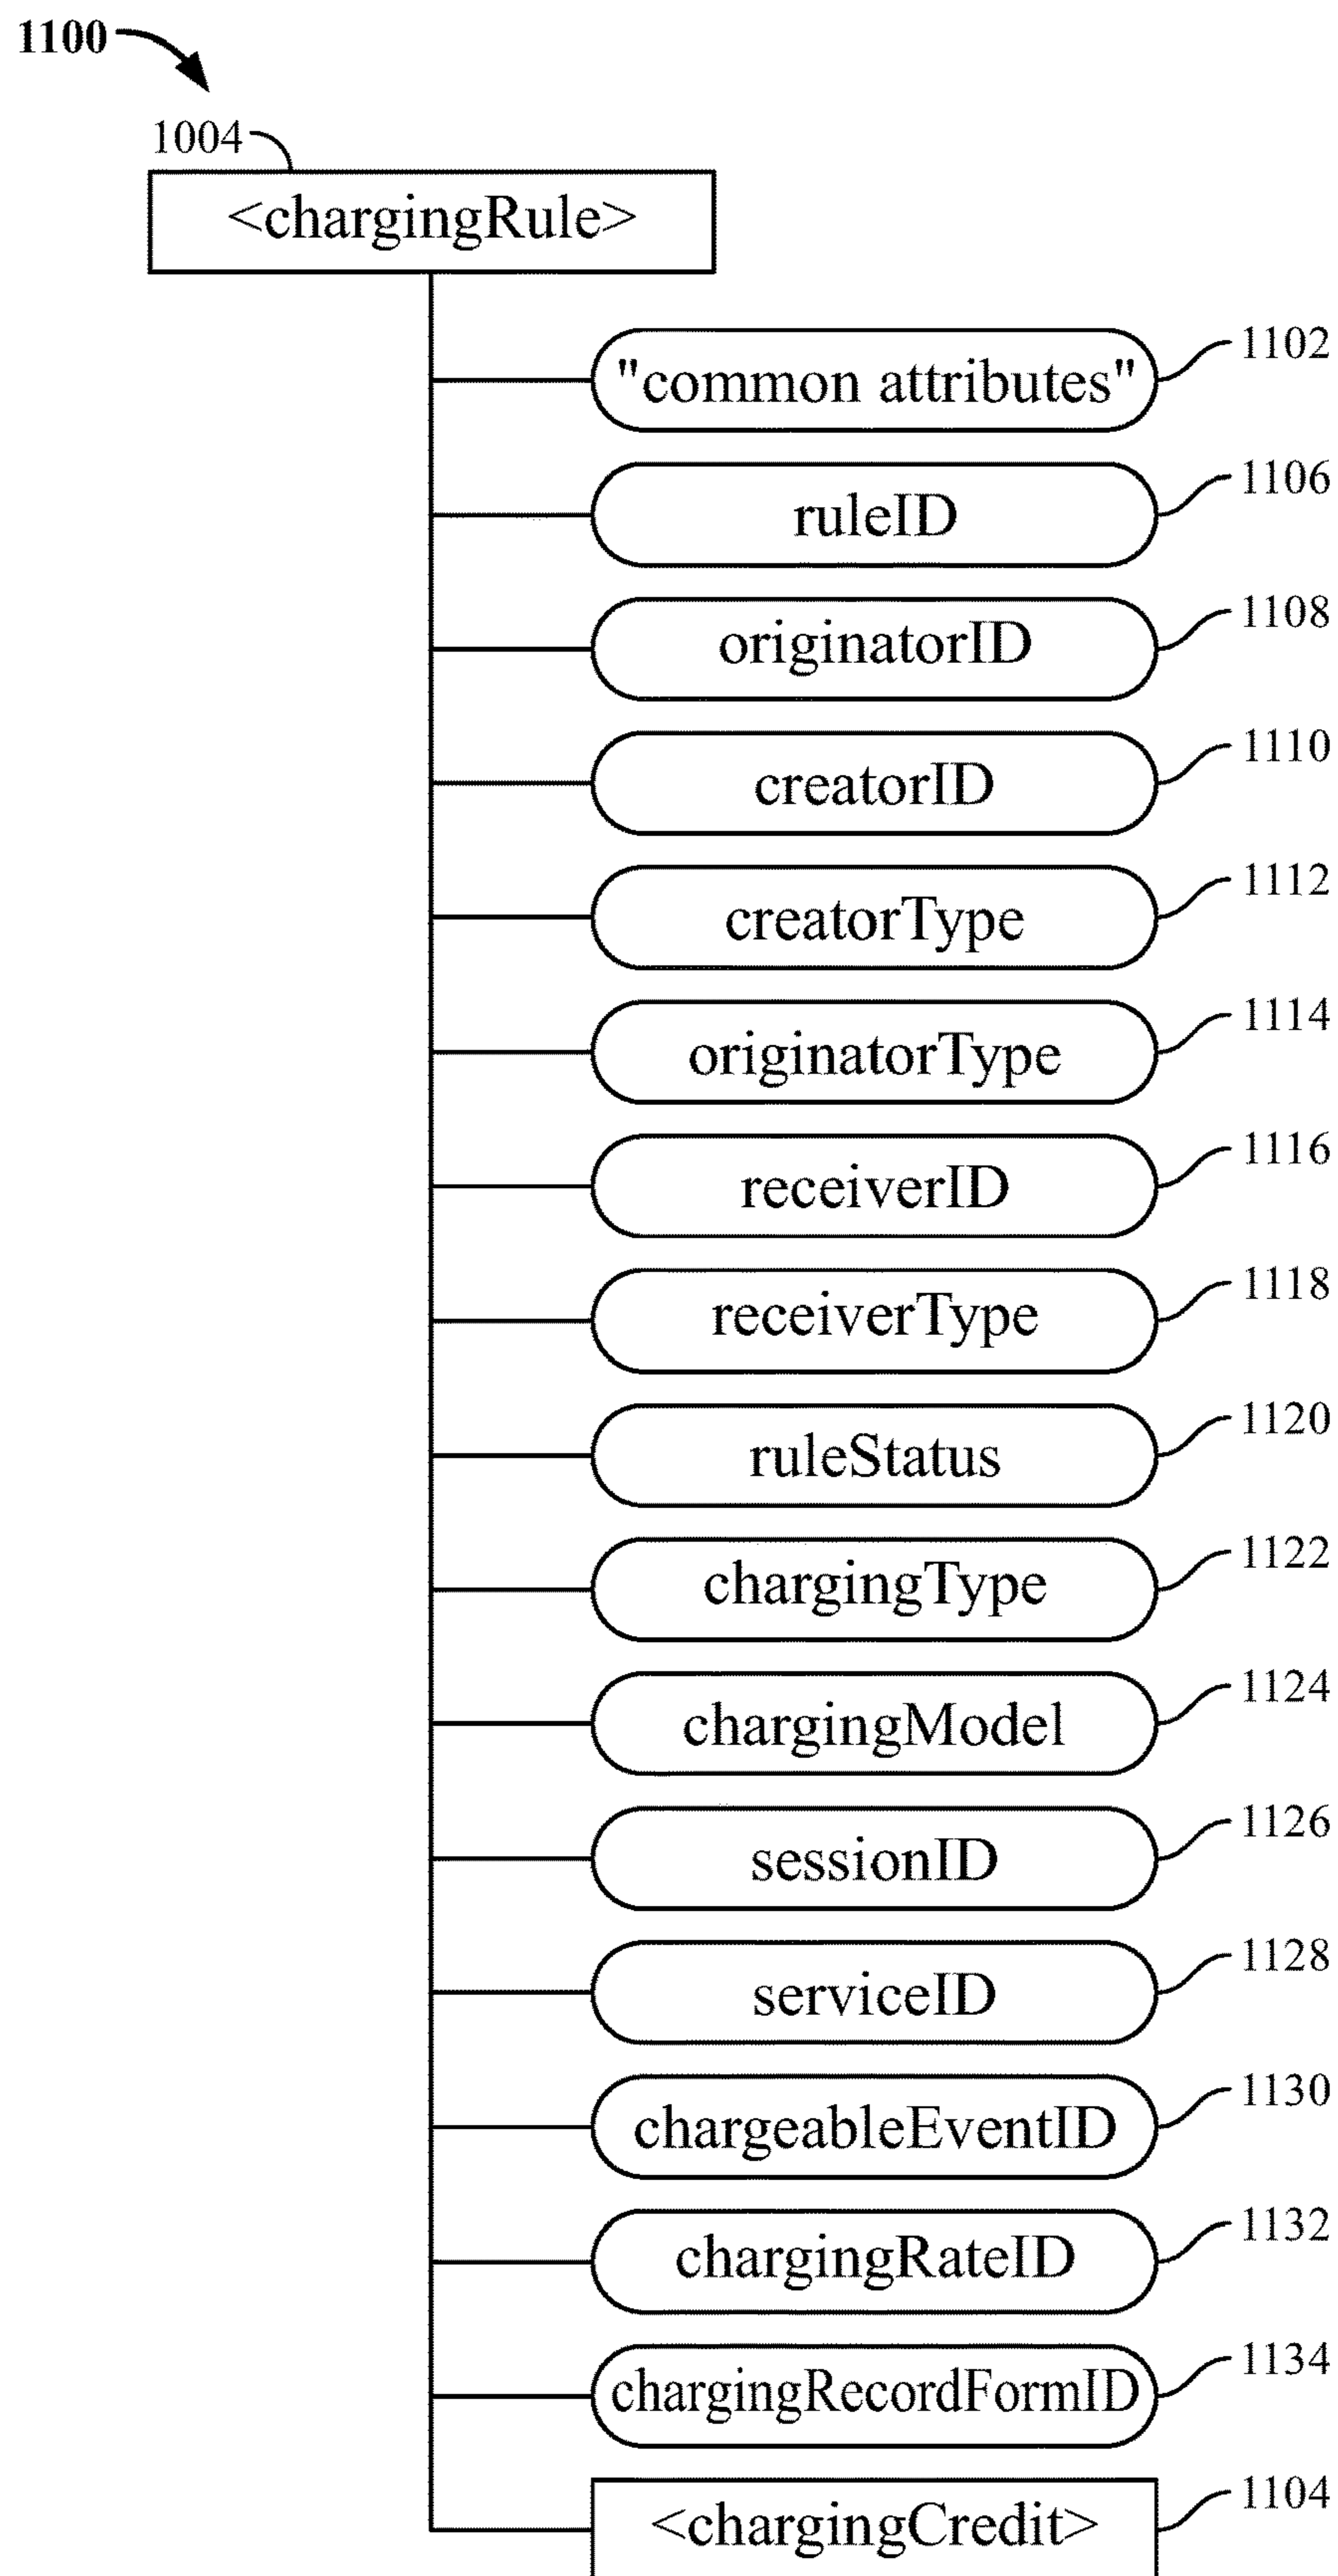 1100
1004
<chargingRule>
"common attributes"
1102
ruleID
1106
originatorID
1108
creatorID
1110
creatorType
1112
originatorType
1114
receiverID
1116
receiverType
1118
ruleStatus
1120
chargingType
1122
chargingModel
1124
sessionID
1126
serviceID
1128
chargeableEventID
1130
chargingRateID
1132
chargingRecordFormID
1134
<chargingCredit>
1104